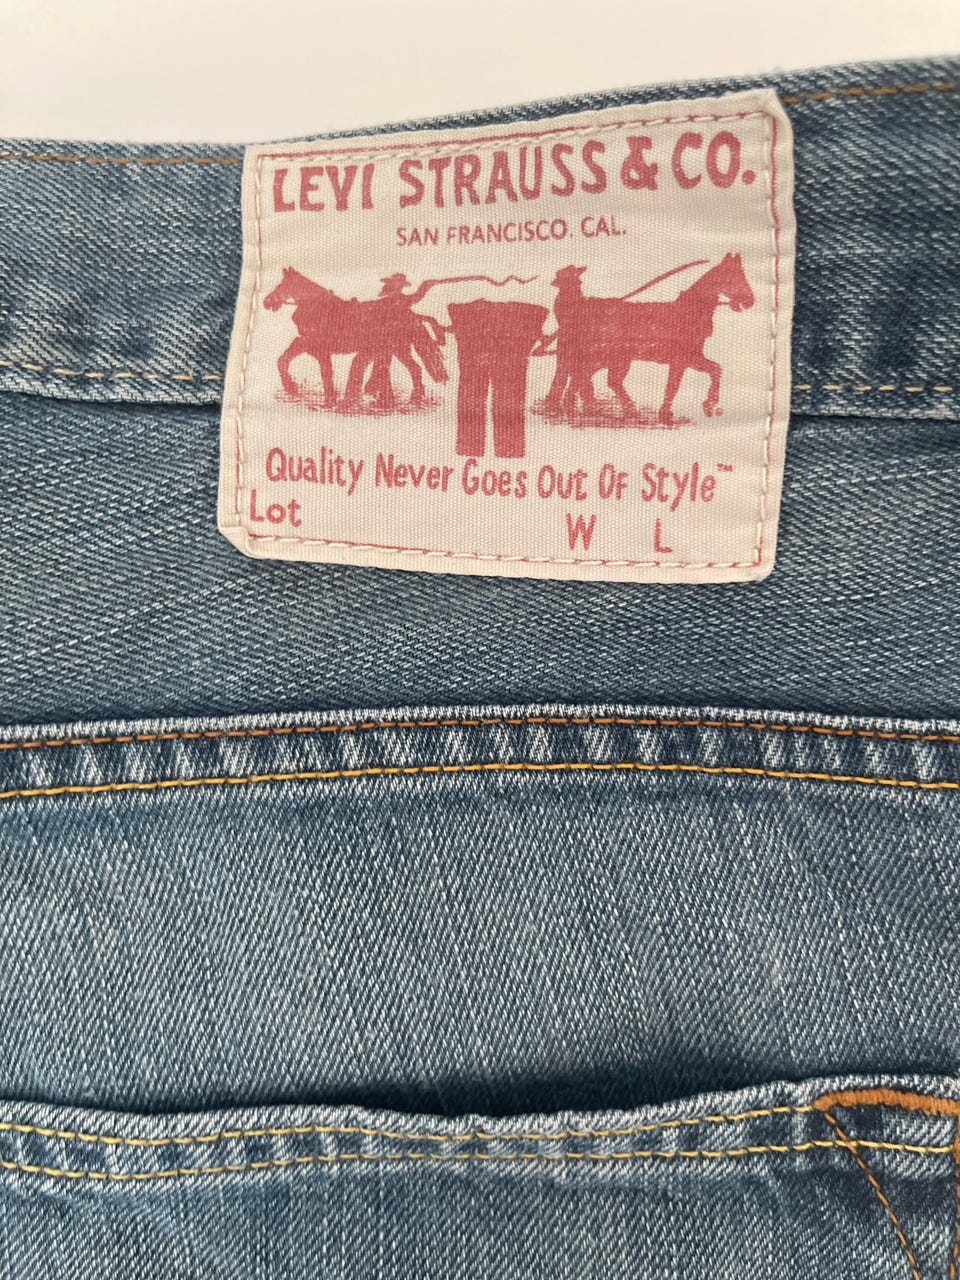 LEVI STRAUSS & CO.
SAN FRANCISCO. CAL.
Quality Never Goes Out Of Style™
Lot
W L